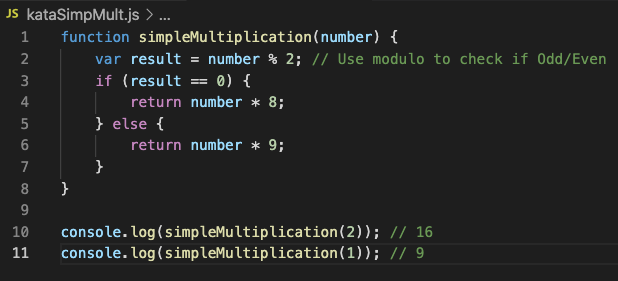 JS kataSimpMult.js > ...
1 function simpleMultiplication(number) {
2     var result = number % 2; // Use modulo to check if Odd/Even
3     if (result == 0) {
4         return number * 8;
5     } else {
6         return number * 9;
7     }
8 }
9
10 console.log(simpleMultiplication(2)); // 16
11 console.log(simpleMultiplication(1)); // 9